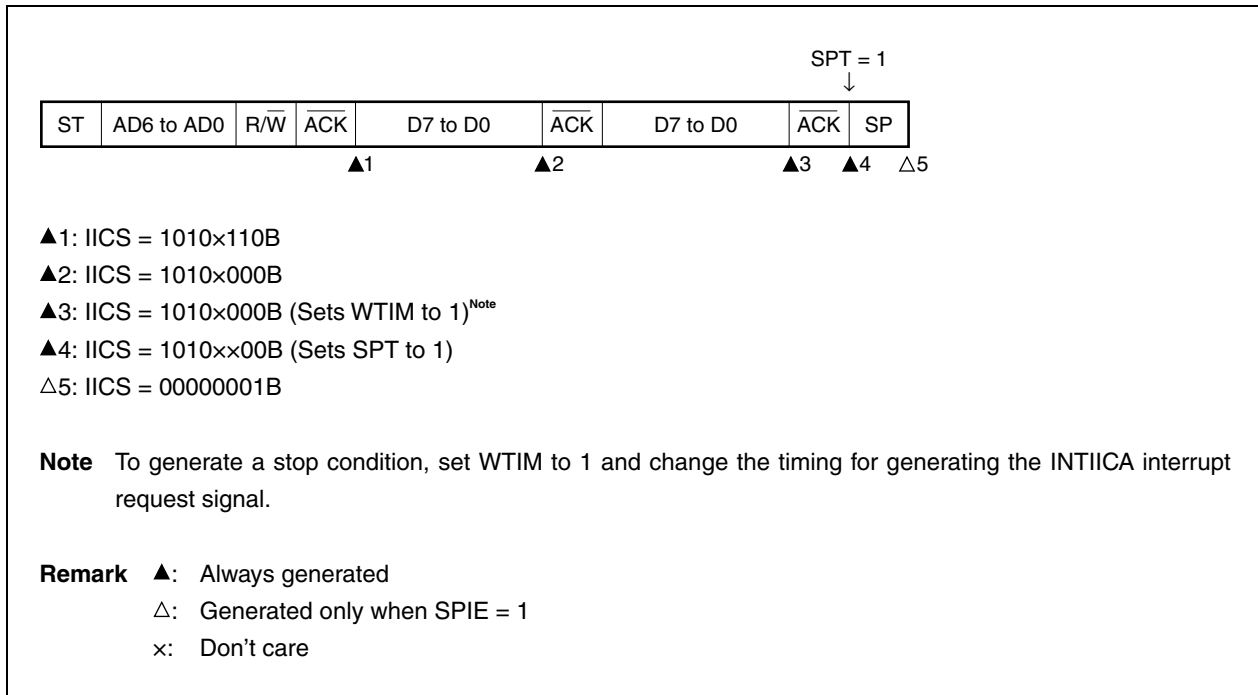 SPT = 1
↓
ST AD6 to AD0 R/W̅ A̅C̅K̅ D7 to D0 A̅C̅K̅ D7 to D0 A̅C̅K̅ SP
▲1 ▲2 ▲3 ▲4 △5
▲1: IICS = 1010×110B
▲2: IICS = 1010×000B
▲3: IICS = 1010×000B (Sets WTIM to 1)Note
▲4: IICS = 1010××00B (Sets SPT to 1)
△5: IICS = 00000001B
Note To generate a stop condition, set WTIM to 1 and change the timing for generating the INTIICA interrupt
request signal.
Remark ▲: Always generated
△: Generated only when SPIE = 1
×: Don't care